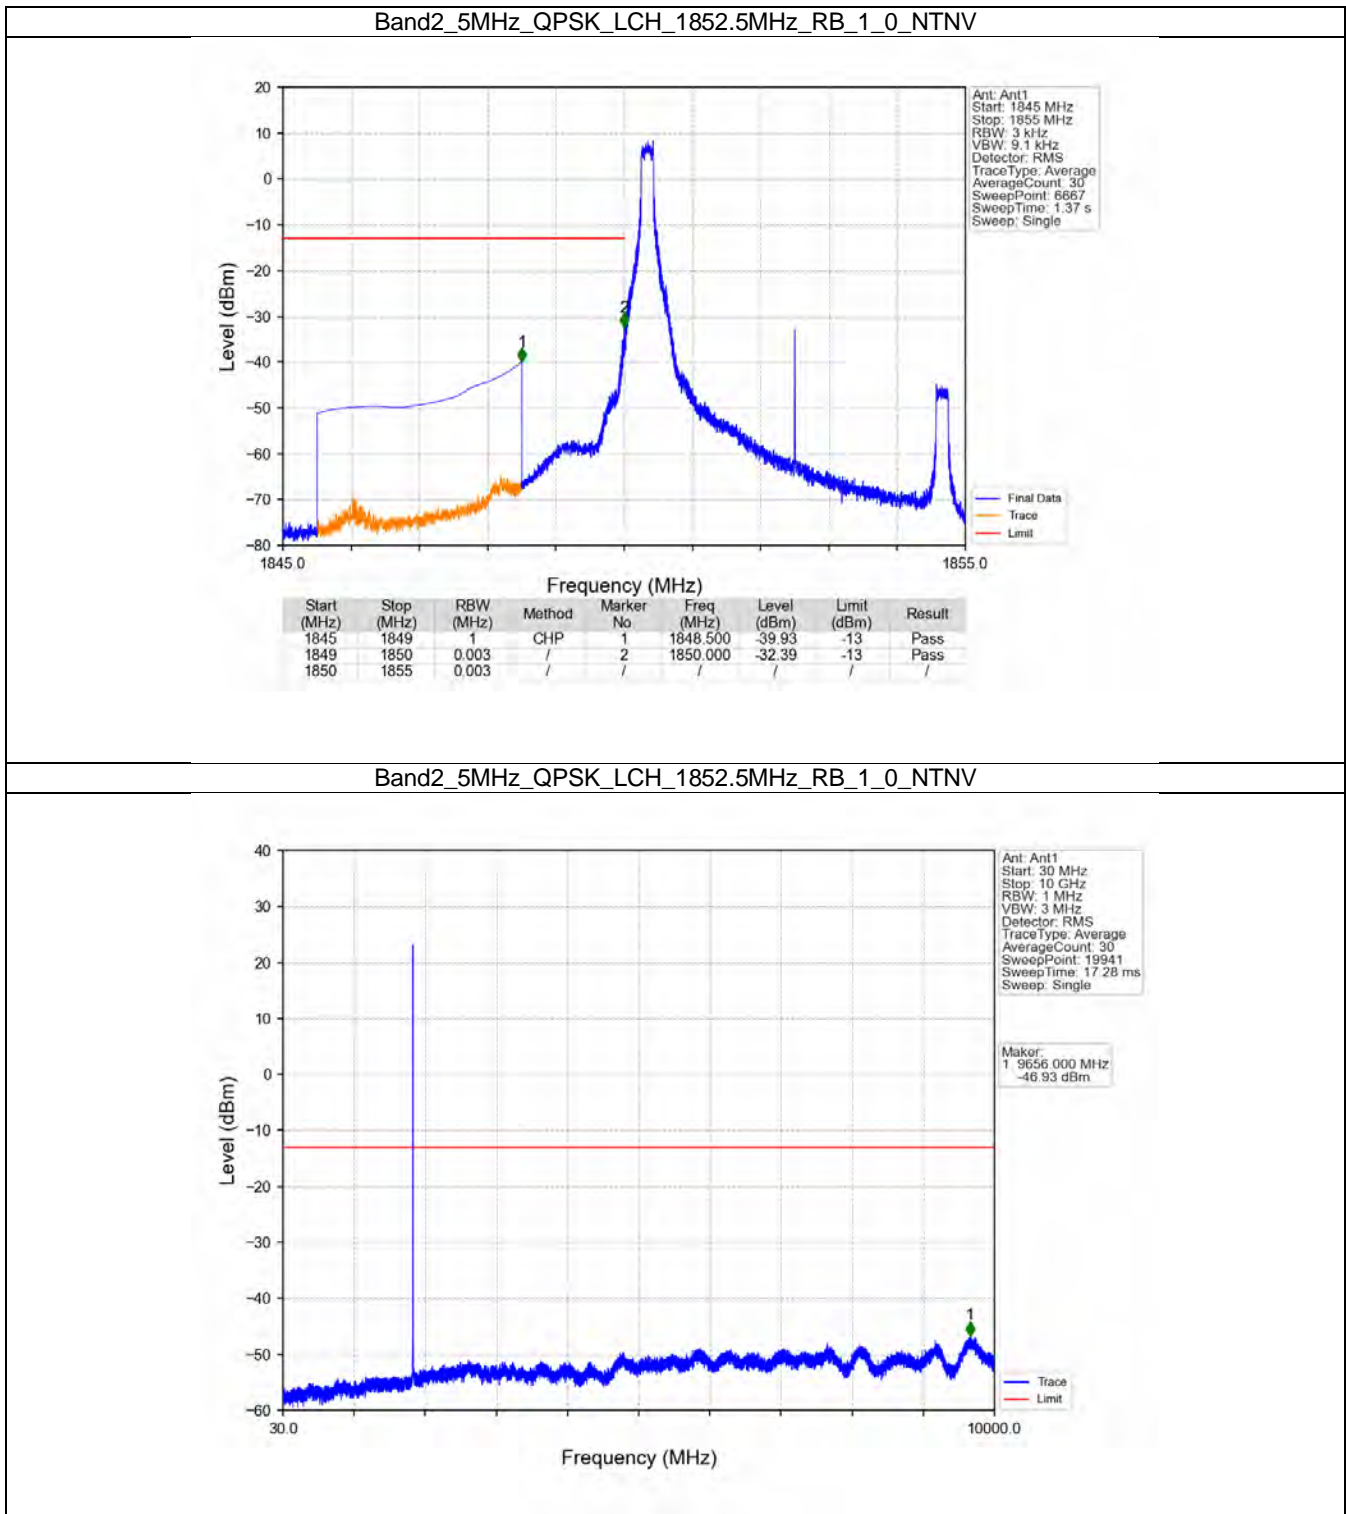 Band2_5MHz_QPSK_LCH_1852.5MHz_RB_1_0_NTNV
20
10
0
−10
−20
−30
−40
−50
−60
−70
−80
Level (dBm)
1
2
1845.0
1855.0
Frequency (MHz)
Ant: Ant1
Start: 1845 MHz
Stop: 1855 MHz
RBW: 3 kHz
VBW: 9.1 kHz
Detector: RMS
TraceType: Average
AverageCount: 30
SweepPoint: 6667
SweepTime: 1.37 s
Sweep: Single
Final Data
Trace
Limit
Start (MHz) Stop (MHz) RBW (MHz) Method Marker No Freq (MHz) Level (dBm) Limit (dBm) Result
1845 1849 1 CHP 1 1848.500 -39.93 -13 Pass
1849 1850 0.003 / 2 1850.000 -32.39 -13 Pass
1850 1855 0.003 / / / / / /
Band2_5MHz_QPSK_LCH_1852.5MHz_RB_1_0_NTNV
40
30
20
10
0
−10
−20
−30
−40
−50
−60
Level (dBm)
1
30.0
10000.0
Frequency (MHz)
Ant: Ant1
Start: 30 MHz
Stop: 10 GHz
RBW: 1 MHz
VBW: 3 MHz
Detector: RMS
TraceType: Average
AverageCount: 30
SweepPoint: 19941
SweepTime: 17.28 ms
Sweep: Single
Maker:
1 9656.000 MHz
-46.93 dBm
Trace
Limit